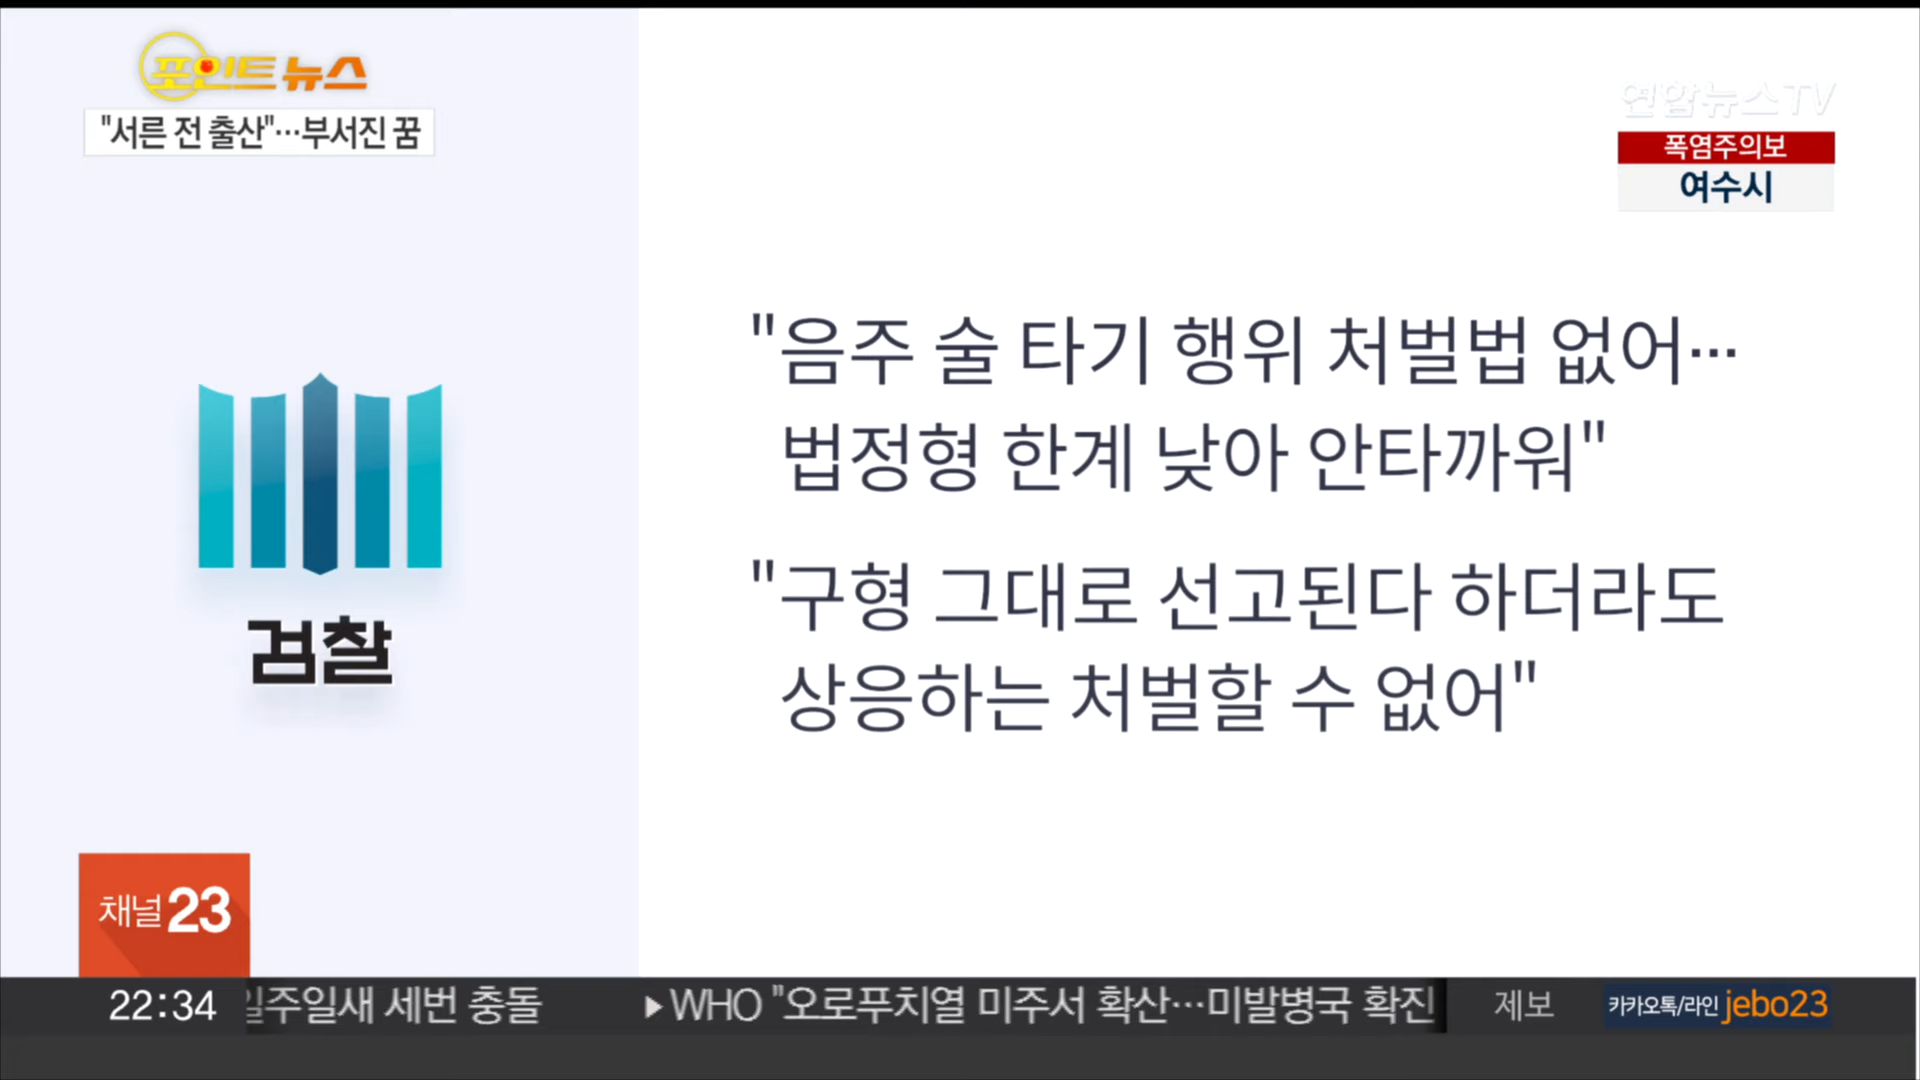 포인트뉴스
"서른 전 출산"…부서진 꿈
연합뉴스TV
폭염주의보
여수시
"음주 술 타기 행위 처벌법 없어…
법정형 한계 낮아 안타까워"
"구형 그대로 선고된다 하더라도
상응하는 처벌할 수 없어"
검찰
채널23
22:34
일주일새 세번 충돌
▶WHO "오로푸치열 미주서 확산…미발병국 확진
제보
카카오톡/라인 jebo23